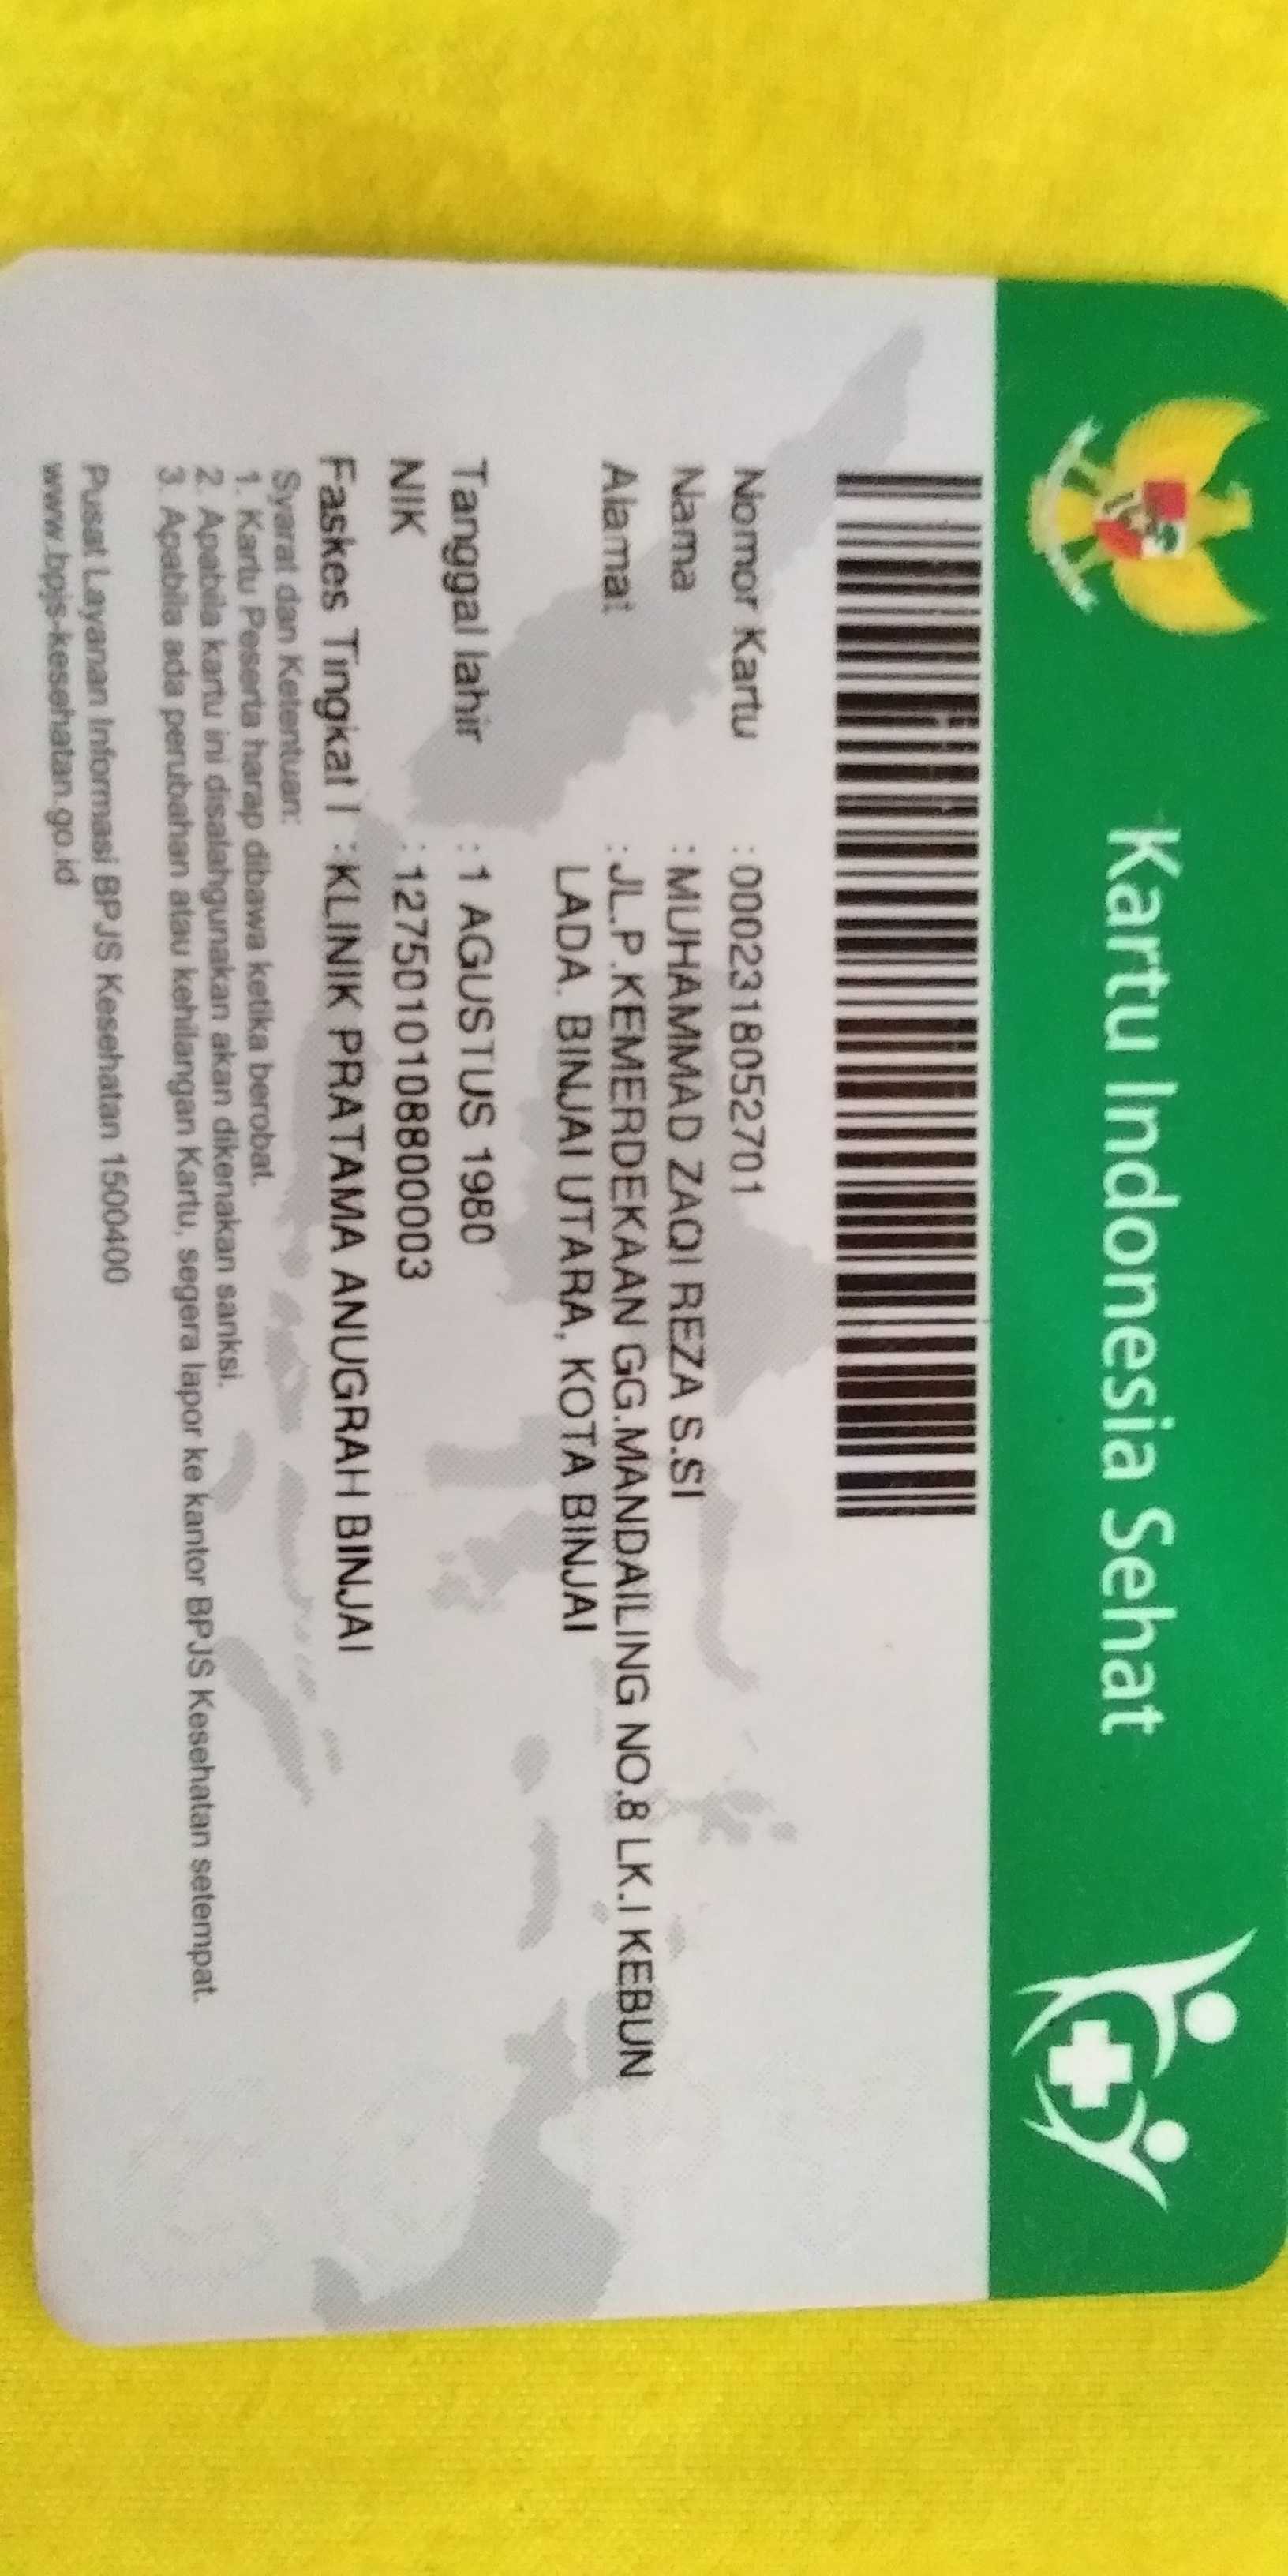 Kartu Indonesia Sehat
Nomor Kartu : 0002318052701
Nama : MUHAMMAD ZAQI REZA S.SI
Alamat : JL.P.KEMERDEKAAN GG.MANDAILING NO.8 LK.I KEBUN
LADA. BINJAI UTARA, KOTA BINJAI
Tanggal lahir : 1 AGUSTUS 1980
NIK : 1275010108800003
Faskes Tingkat I : KLINIK PRATAMA ANUGRAH BINJAI
Syarat dan Ketentuan:
1. Kartu Peserta harap dibawa ketika berobat.
2. Apabila kartu ini disalahgunakan akan dikenakan sanksi.
3. Apabila ada perubahan atau kehilangan Kartu, segera lapor ke kantor BPJS Kesehatan setempat.
Pusat Layanan Informasi BPJS Kesehatan 1500400
www.bpjs-kesehatan.go.id